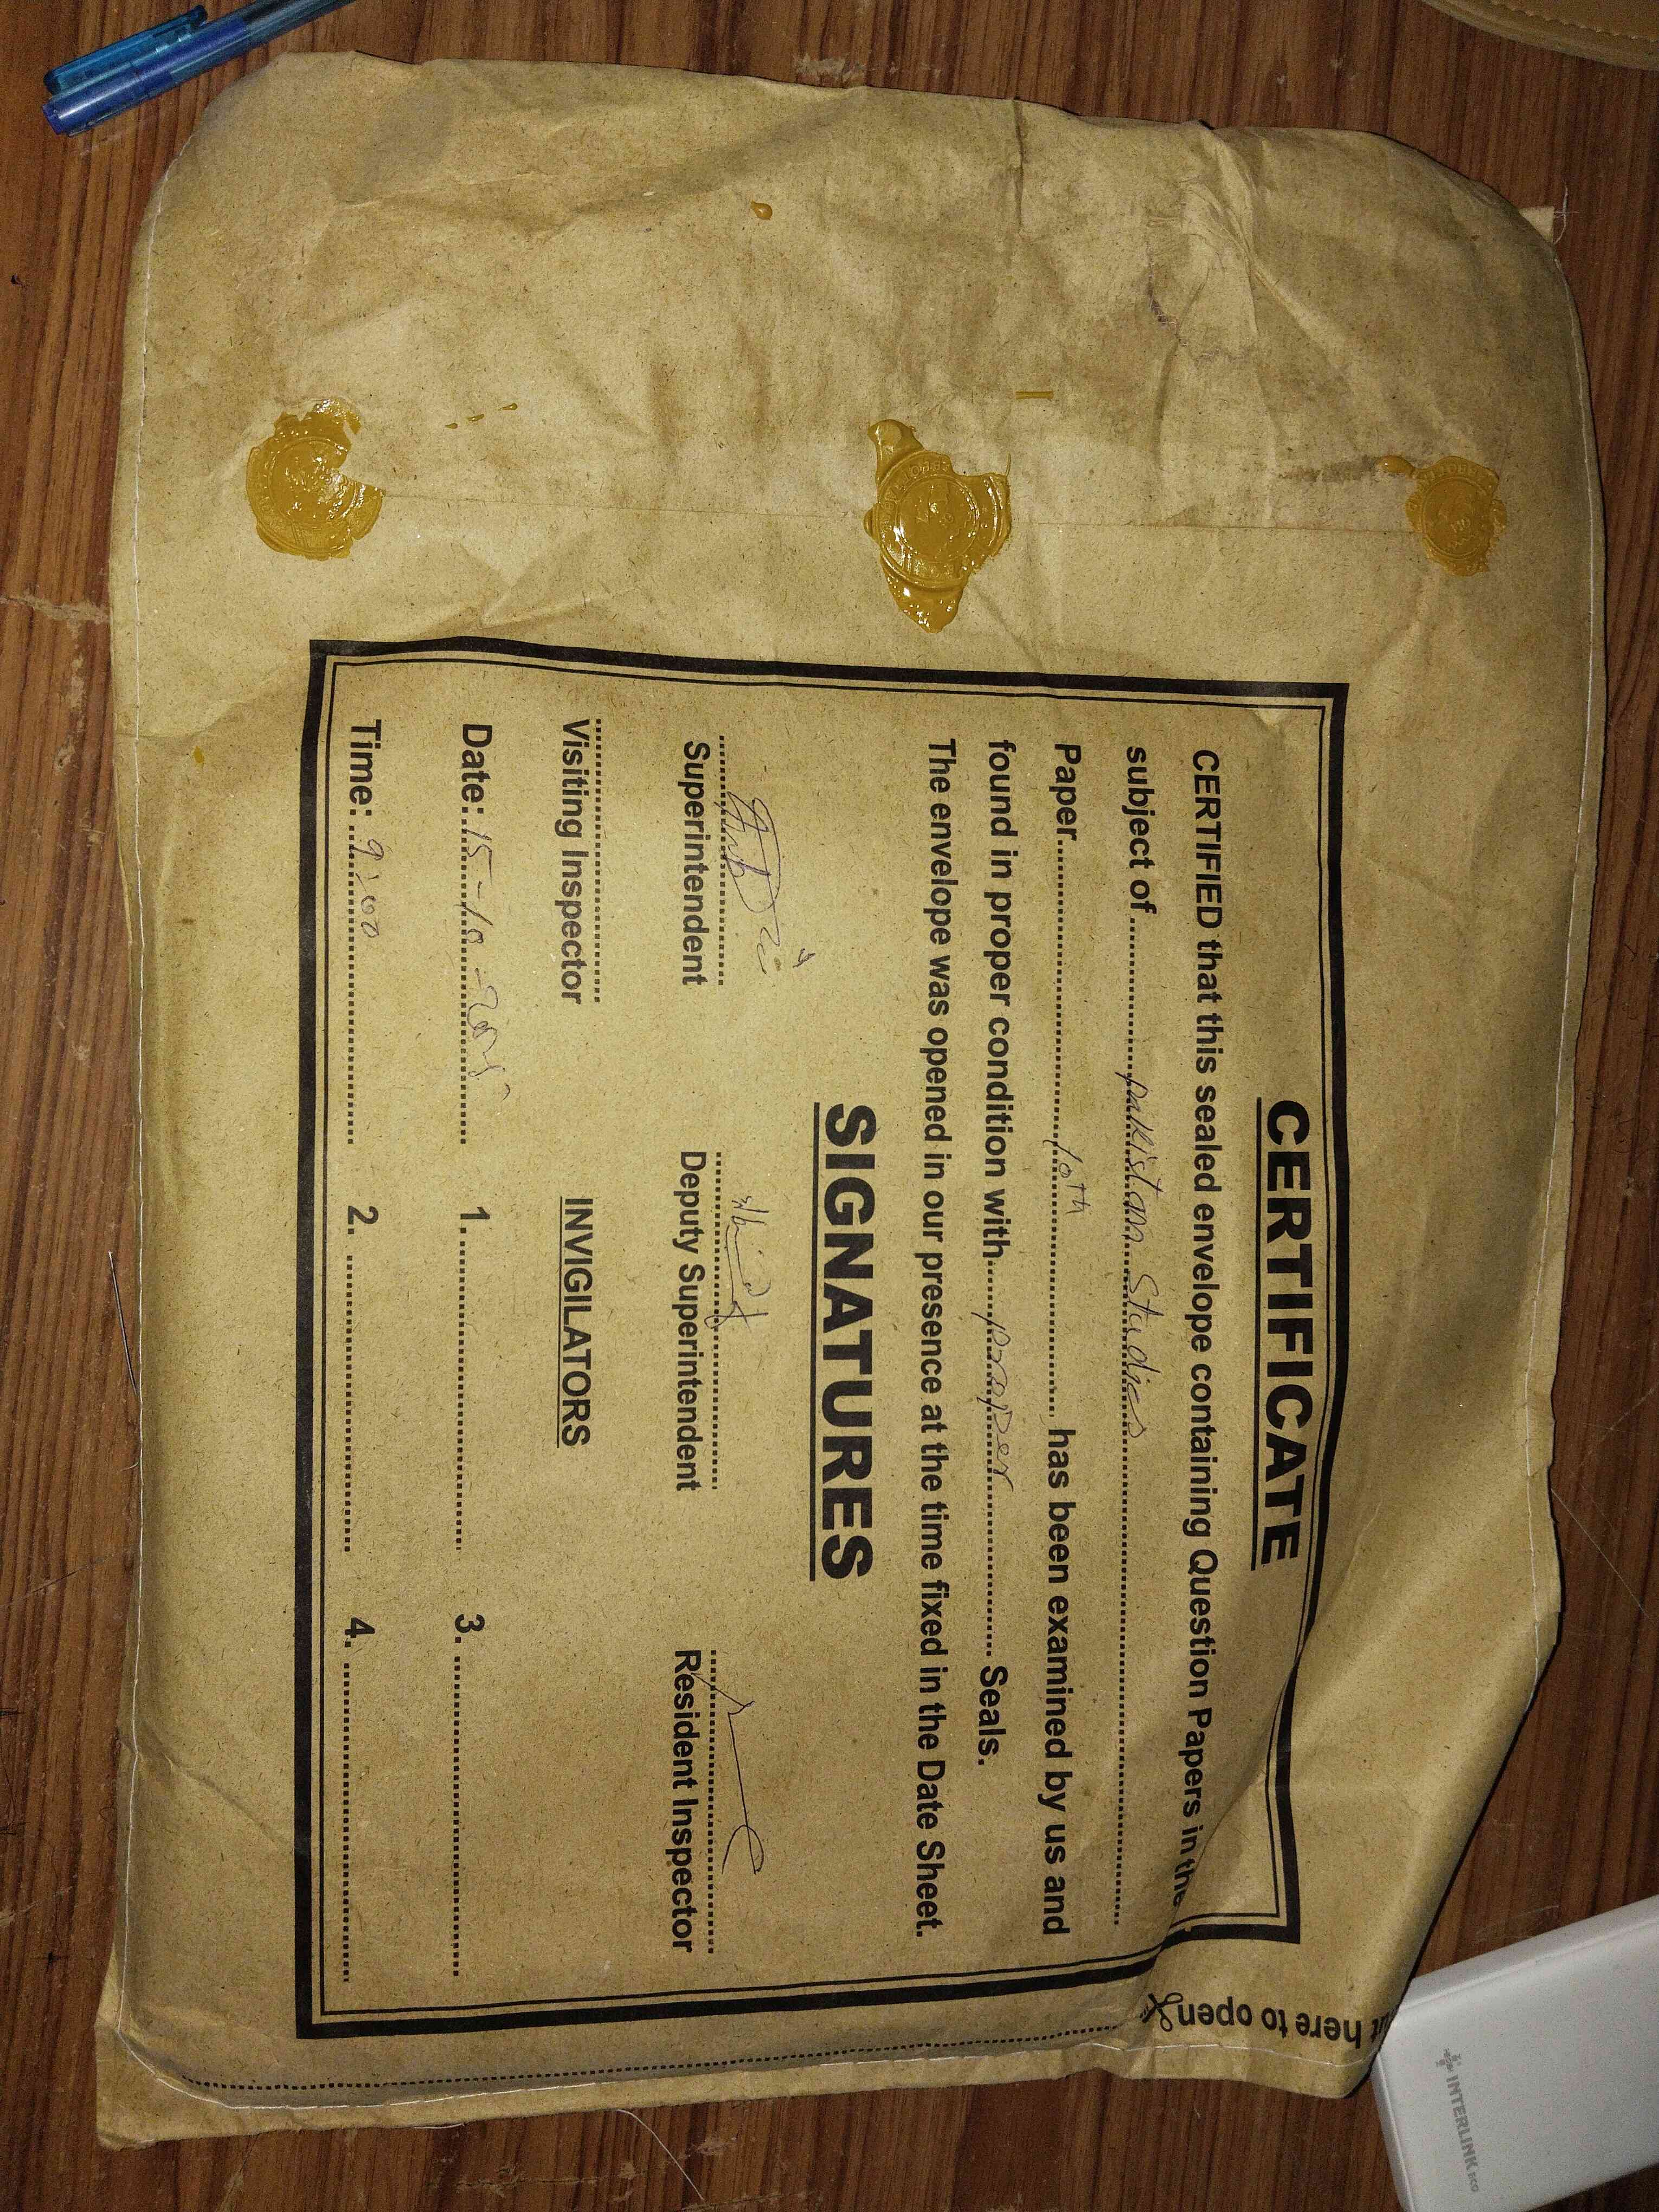 CERTIFICATE
CERTIFIED that this sealed envelope containing Question Papers in the
subject of pakistan Studies
Paper 10th has been examined by us and
found in proper condition with proper Seals.
The envelope was opened in our presence at the time fixed in the Date Sheet.
SIGNATURES
Superintendent Deputy Superintendent Resident Inspector
Visiting Inspector INVIGILATORS
Date: 15-10-2025 1. 3.
Time: 9:00 2. 4.
here to open
INTERLINK ECO